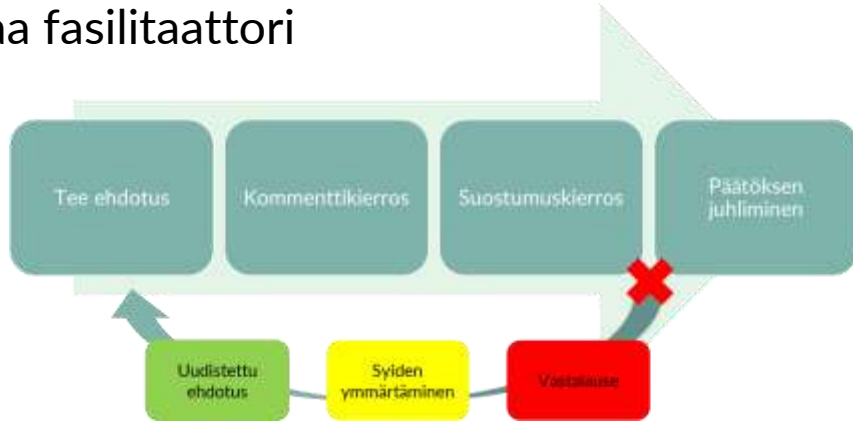 na fasilitaattori
Tee ehdotus
Kommenttikierros
Suostumuskierros
Päätöksen
juhliminen
Uudistettu
ehdotus
Syiden
ymmärtäminen
Vastalause